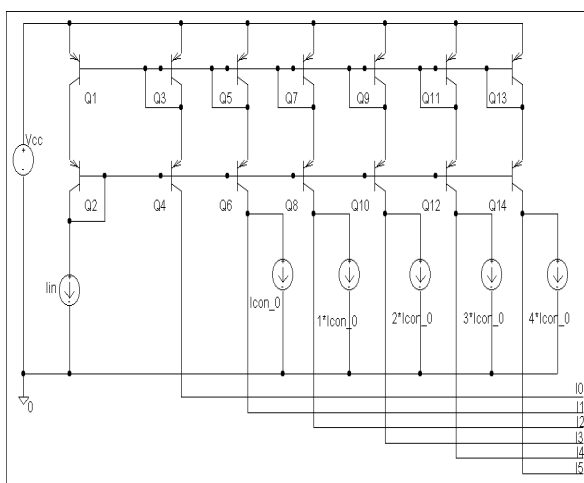 Q1 Q3 Q5 Q7 Q9 Q11 Q13
Vcc
Q2 Q4 Q6 Q8 Q10 Q12 Q14
Iin
Icon_0 1*Icon_0 2*Icon_0 3*Icon_0 4*Icon_0
0
I0
I1
I2
I3
I4
I5